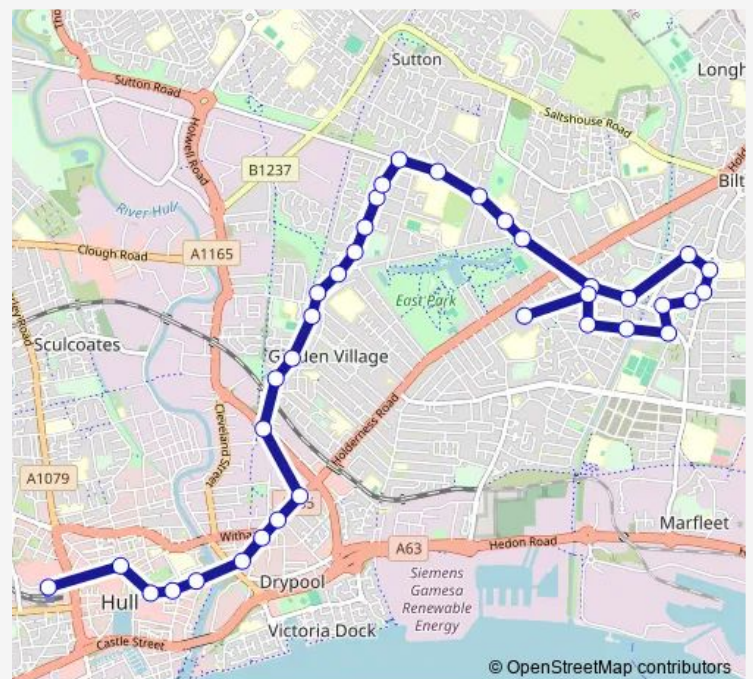 Sutton
Longh
Sutton Road
Saltshouse Road
Holwell Road
B1237
Bilt
River Hull
Clough Road
A1165
East Park
Sculcoates
Garden Village
Holderness Road
Cleveland Street
A1079
Marfleet
A63
Hedon Road
Drypool
Siemens
Gamesa
Renewable
Energy
Hull
Victoria Dock
Castle Street
© OpenStreetMap contributors